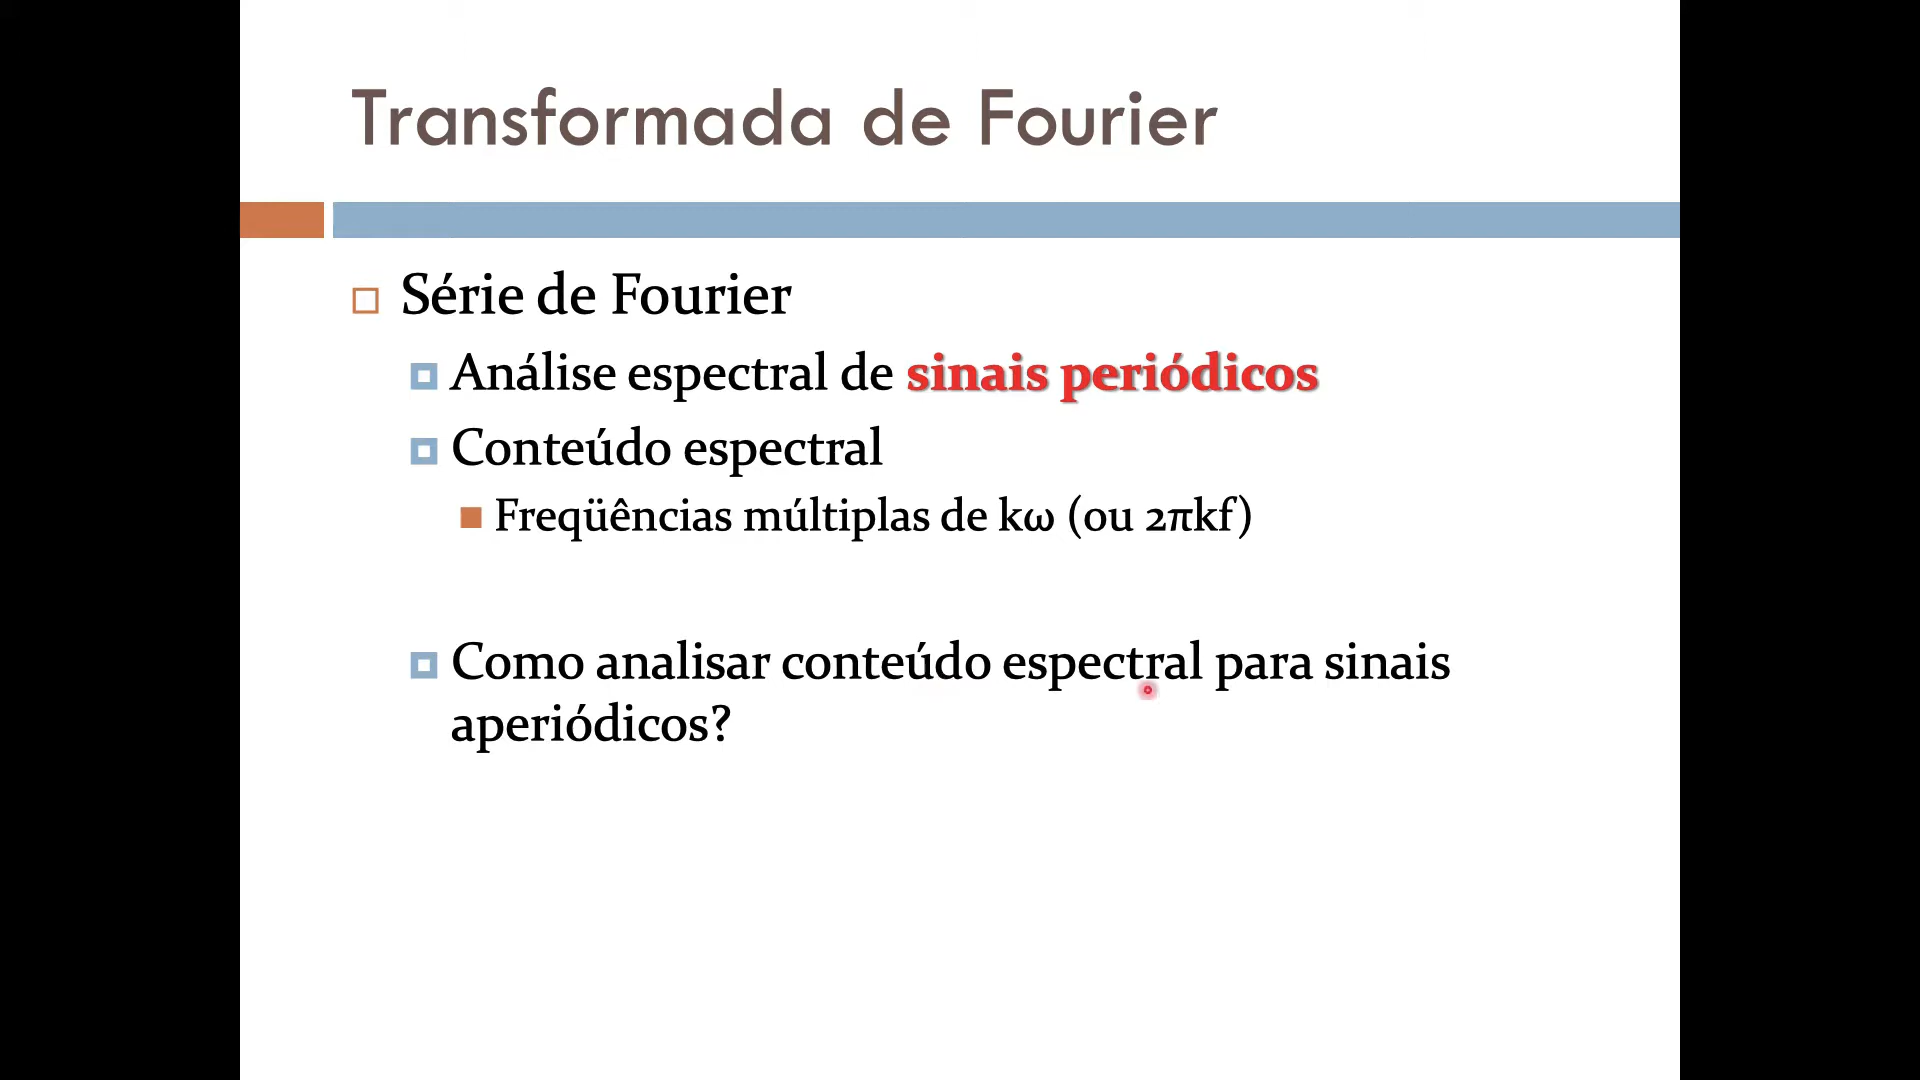 Transformada de Fourier
Série de Fourier
Análise espectral de sinais periódicos
Conteúdo espectral
Freqüências múltiplas de kω (ou 2πkf)
Como analisar conteúdo espectral para sinais
aperiódicos?